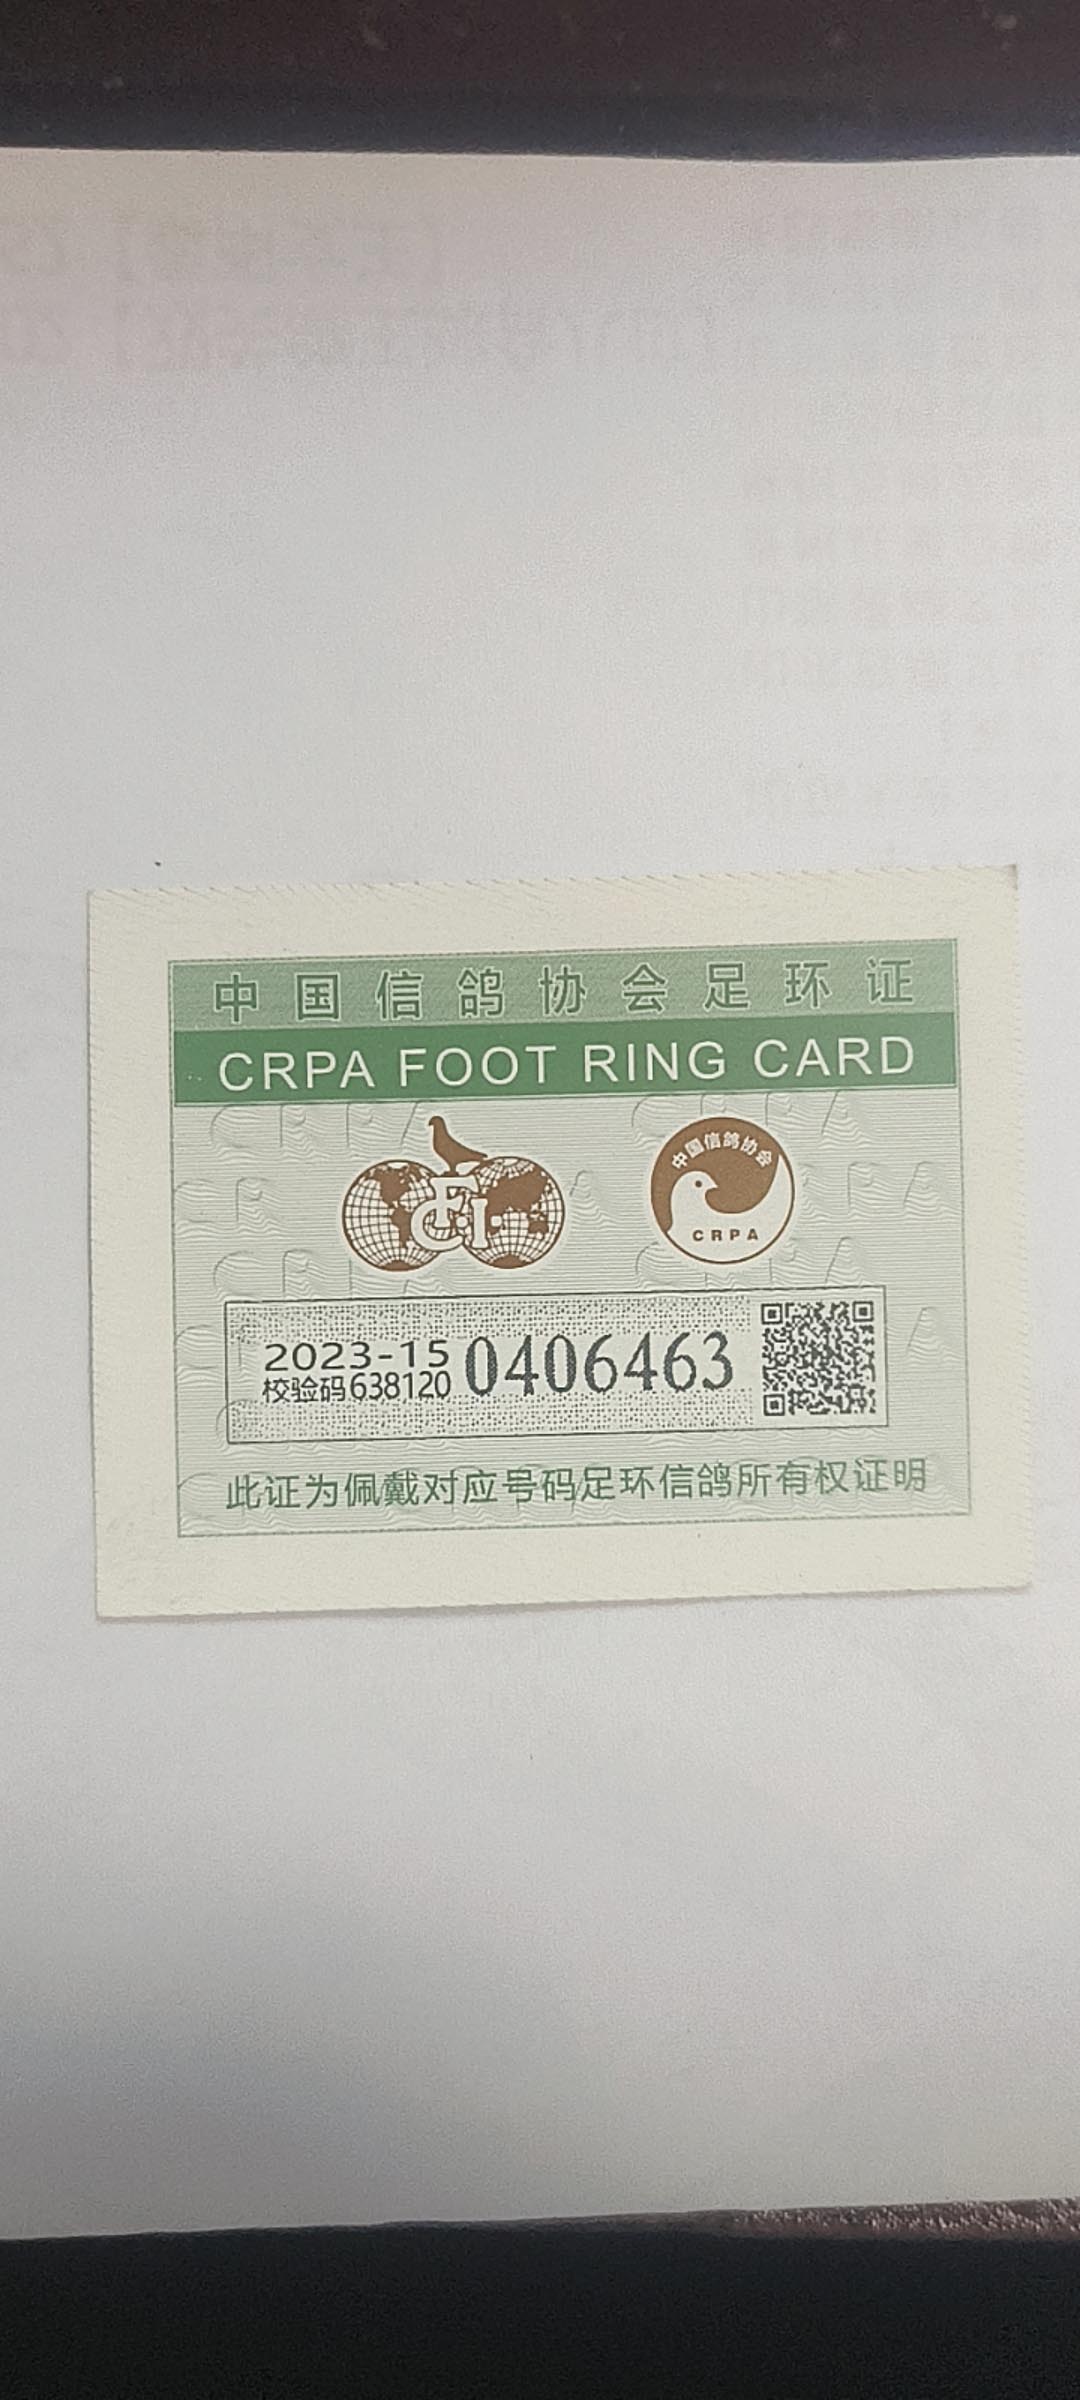 中国信鸽协会足环证
CRPA FOOT RING CARD
FCI
中国信鸽协会
CRPA
2023-15
校验码638120
0406463
此证为佩戴对应号码足环信鸽所有权证明